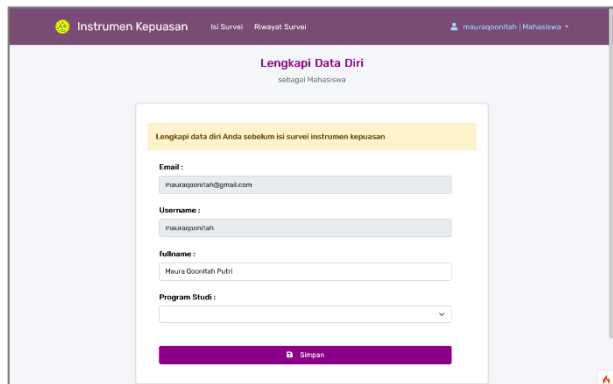 Instrumen Kepuasan Isi Survei Riwayat Survei mauraqoonitah | Mahasiswa
Lengkapi Data Diri
sebagai Mahasiswa
Lengkapi data diri Anda sebelum isi survei instrumen kepuasan
Email :
mauraqoonitah@gmail.com
Username :
mauraqoonitah
fullname :
Maura Qoonitah Putri
Program Studi :
Simpan